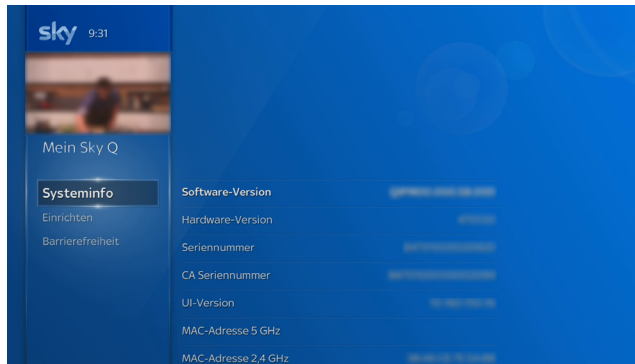 sky 9:31
Mein Sky Q
Systeminfo
Einrichten
Barrierefreiheit
Software-Version
Hardware-Version
Seriennummer
CA Seriennummer
UI-Version
MAC-Adresse 5 GHz
MAC-Adresse 2,4 GHz